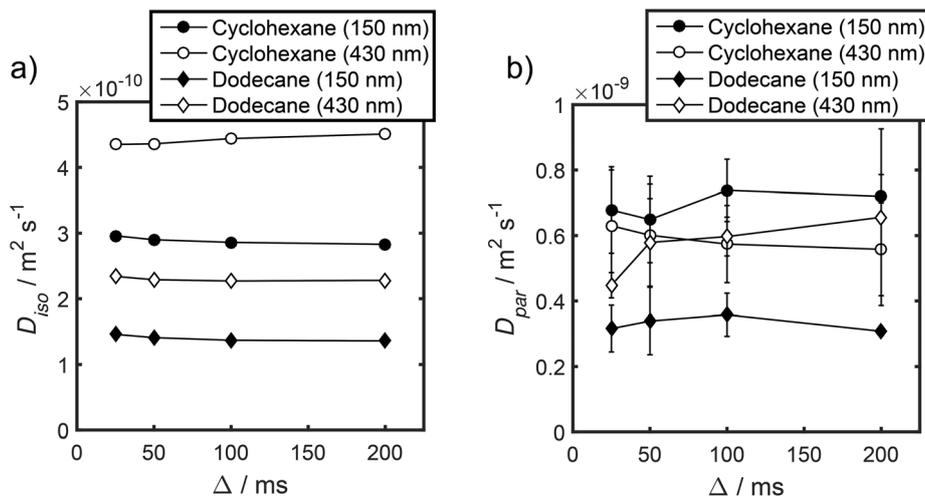 a)
Cyclohexane (150 nm)
Cyclohexane (430 nm)
Dodecane (150 nm)
Dodecane (430 nm)
×10⁻¹⁰
5
4
3
2
1
0
D_iso / m² s⁻¹
0 50 100 150 200
Δ / ms
b)
Cyclohexane (150 nm)
Cyclohexane (430 nm)
Dodecane (150 nm)
Dodecane (430 nm)
×10⁻⁹
1
0.8
0.6
0.4
0.2
0
D_par / m² s⁻¹
0 50 100 150 200
Δ / ms